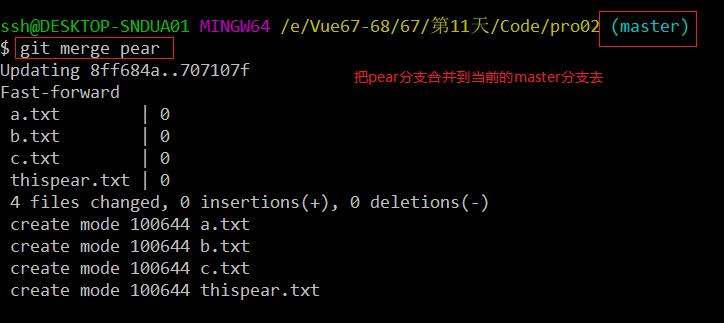 ssh@DESKTOP-SNDUA01 MINGW64 /e/Vue67-68/67/第11天/Code/pro02 (master)
$ git merge pear
Updating 8ff684a..707107f
把pear分支合并到当前的master分支去
Fast-forward
a.txt | 0
b.txt | 0
c.txt | 0
thispear.txt | 0
4 files changed, 0 insertions(+), 0 deletions(-)
create mode 100644 a.txt
create mode 100644 b.txt
create mode 100644 c.txt
create mode 100644 thispear.txt